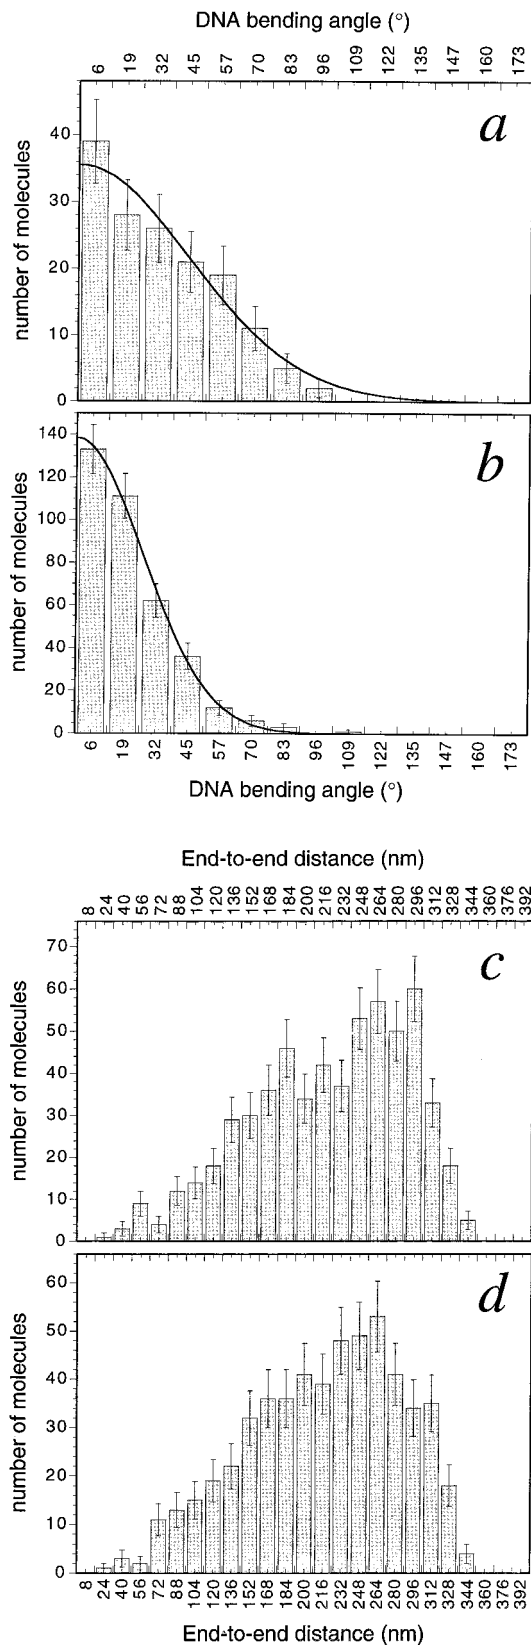 DNA bending angle (°)
6 19 32 45 57 70 83 96 109 122 135 147 160 173
a
number of molecules
40
30
20
10
0
b
number of molecules
140
120
100
80
60
40
20
0
6 19 32 45 57 70 83 96 109 122 135 147 160 173
DNA bending angle (°)
End-to-end distance (nm)
8 24 40 56 72 88 104 120 136 152 168 184 200 216 232 248 264 280 296 312 328 344 360 376 392
c
number of molecules
70
60
50
40
30
20
10
0
d
number of molecules
60
50
40
30
20
10
0
8 24 40 56 72 88 104 120 136 152 168 184 200 216 232 248 264 280 296 312 328 344 360 376 392
End-to-end distance (nm)